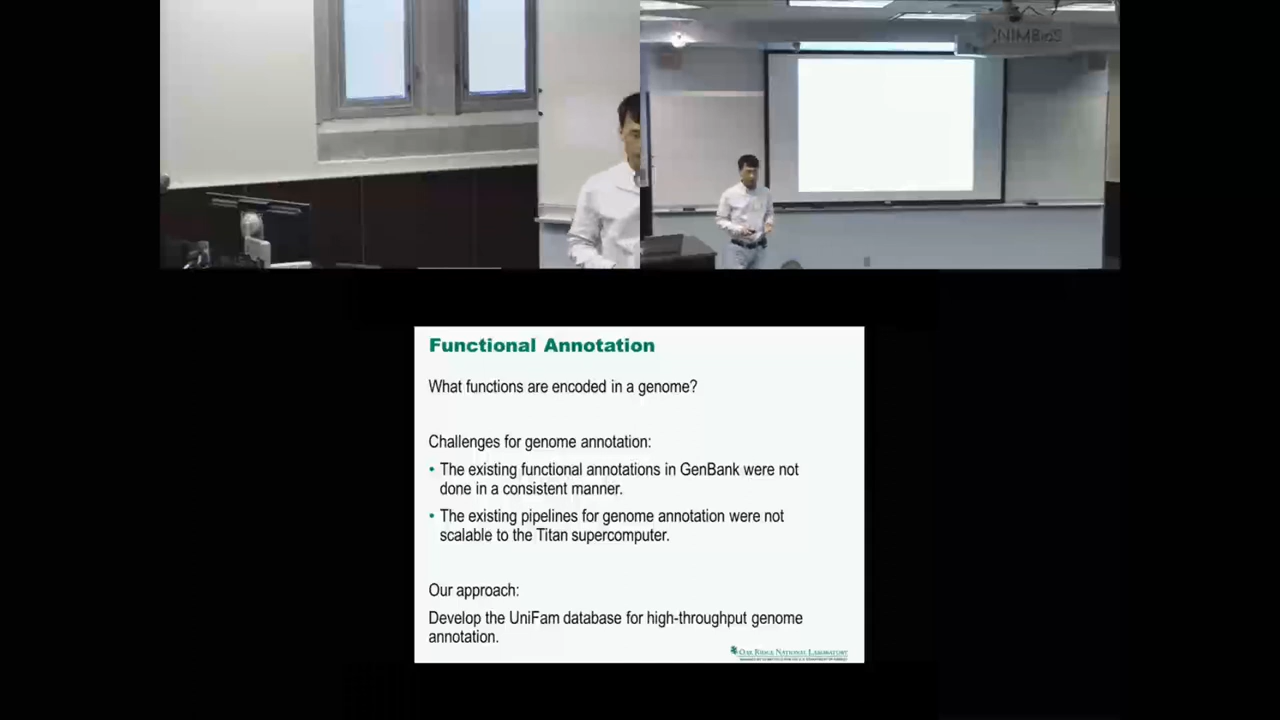 NIMBioS
Functional Annotation
What functions are encoded in a genome?
Challenges for genome annotation:
• The existing functional annotations in GenBank were not
done in a consistent manner.
• The existing pipelines for genome annotation were not
scalable to the Titan supercomputer.
Our approach:
Develop the UniFam database for high-throughput genome
annotation.
OAK RIDGE NATIONAL LABORATORY